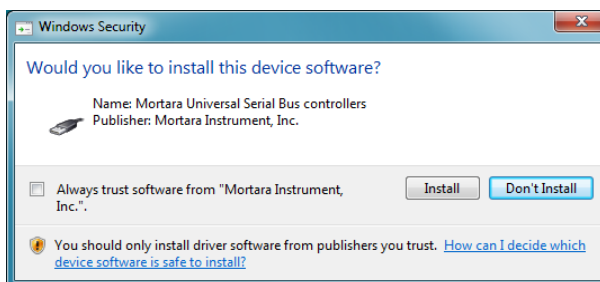 Windows Security
Would you like to install this device software?
Name: Mortara Universal Serial Bus controllers
Publisher: Mortara Instrument, Inc.
Always trust software from "Mortara Instrument,
Inc.".
Install
Don't Install
You should only install driver software from publishers you trust. How can I decide which
device software is safe to install?